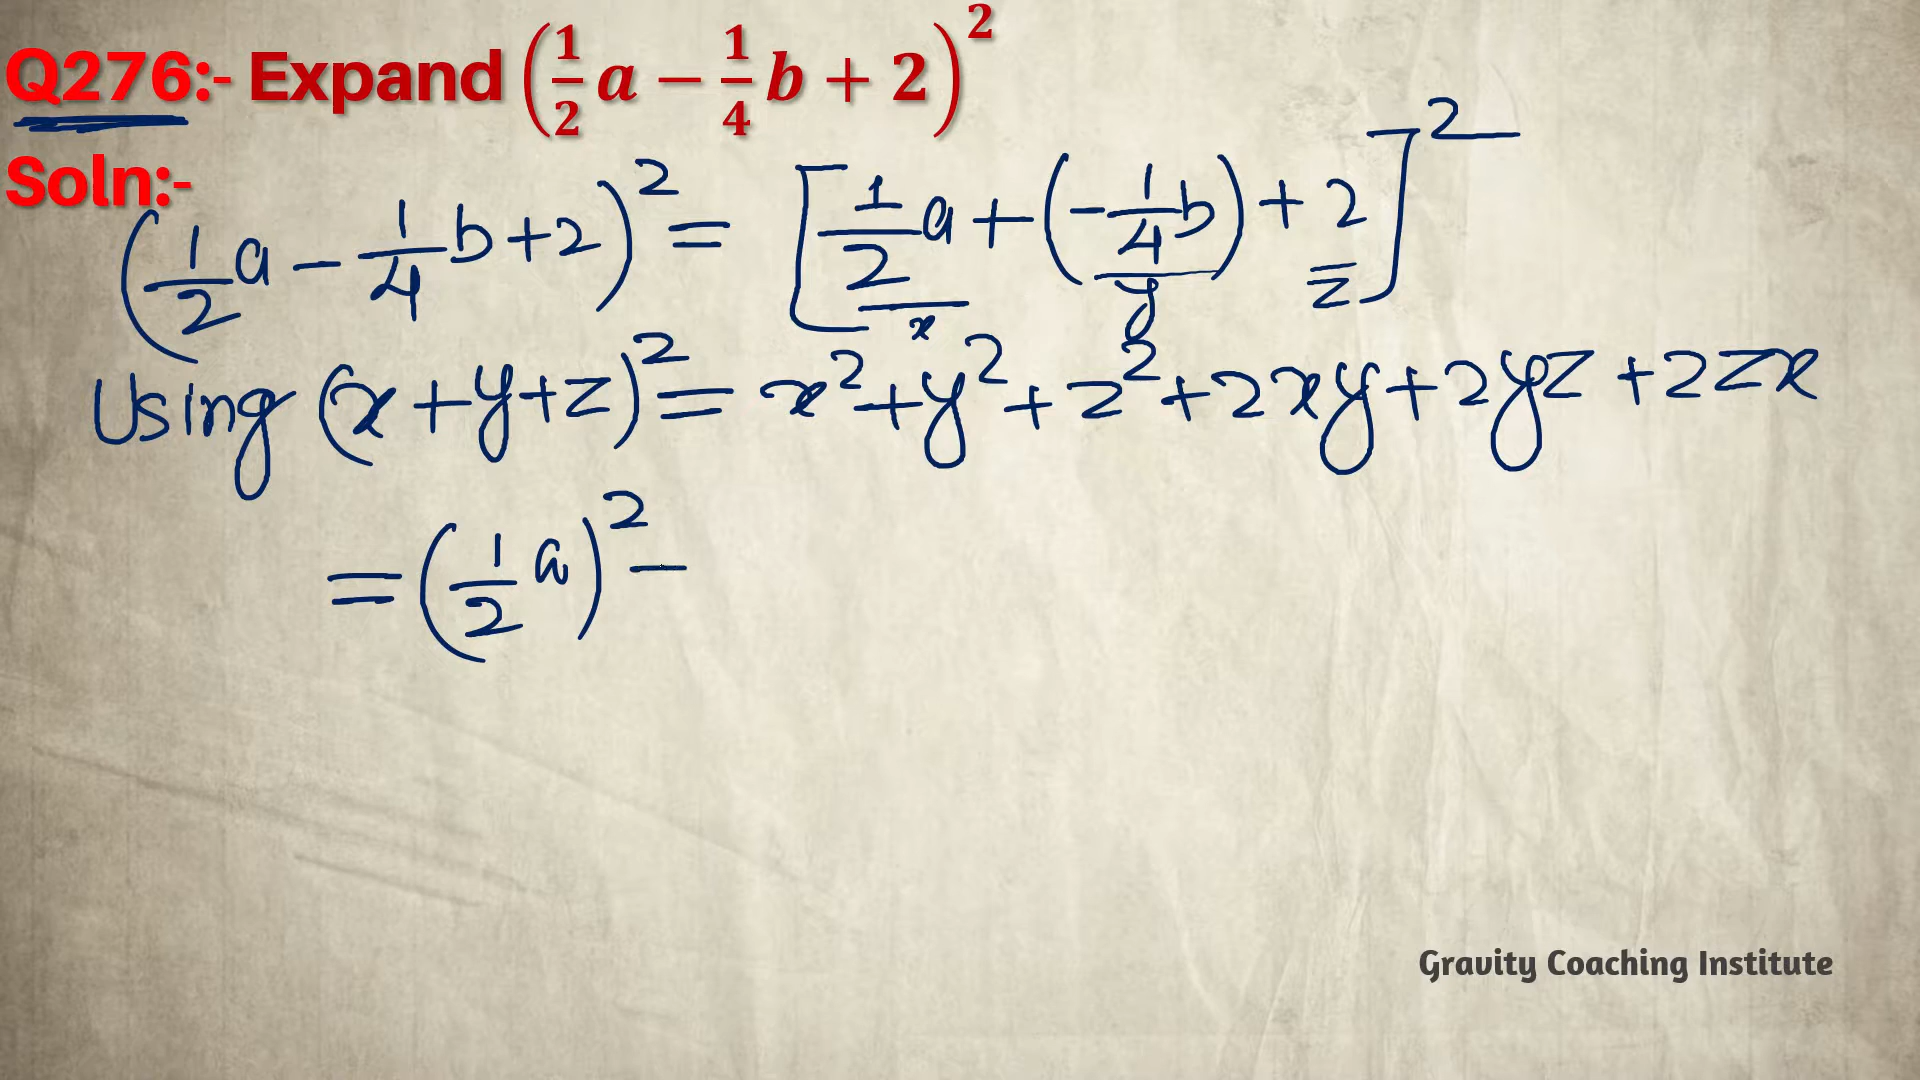 Q276:- Expand (1/2 a − 1/4 b + 2)²
Soln:-
(1/2 a − 1/4 b + 2)² = [1/2 a + (−1/4 b) + 2]²
x y z
Using (x + y + z)² = x² + y² + z² + 2xy + 2yz + 2zx
= (1/2 a)² −
Gravity Coaching Institute